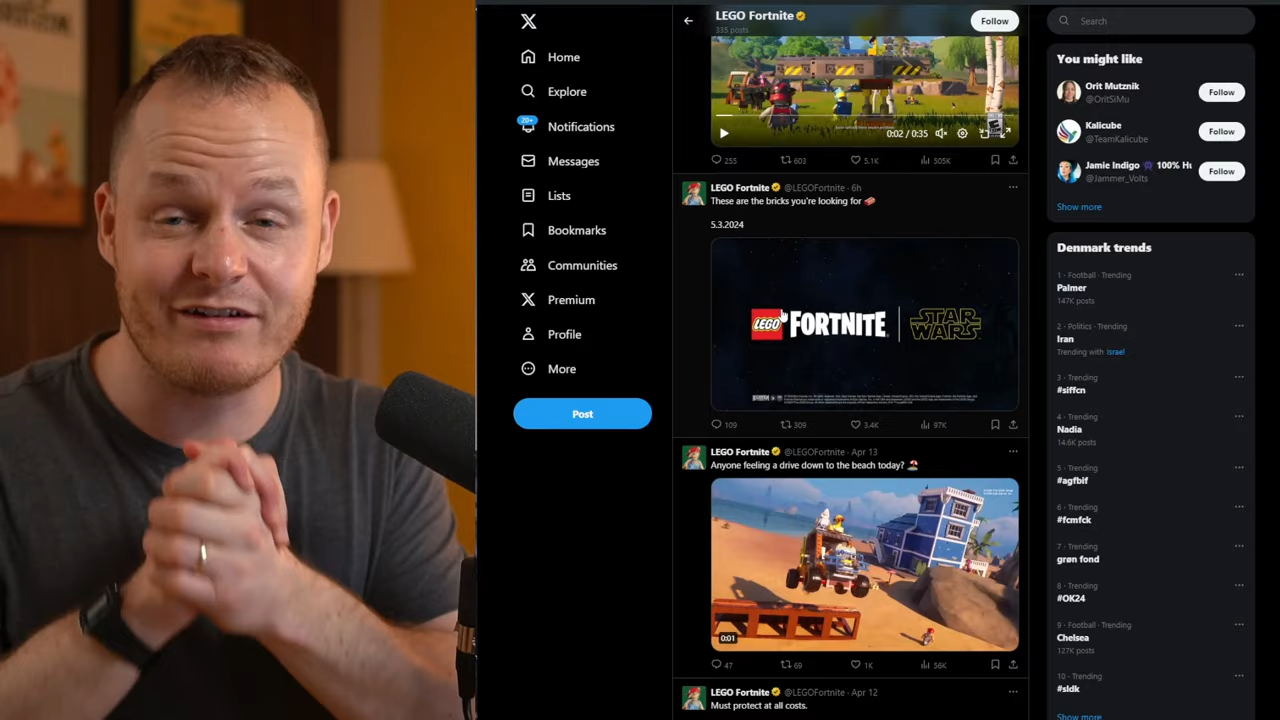 Home
Explore
20+
Notifications
Messages
Lists
Bookmarks
Communities
Premium
Profile
More
Post
LEGO Fortnite
335 posts
Follow
0:02 / 0:35
255
603
5.1K
505K
LEGO Fortnite @LEGOFortnite · 6h
These are the bricks you're looking for
5.3.2024
LEGO FORTNITE | STAR WARS
109
309
3.4K
97K
LEGO Fortnite @LEGOFortnite · Apr 13
Anyone feeling a drive down to the beach today?
0:01
47
69
1K
56K
LEGO Fortnite @LEGOFortnite · Apr 12
Must protect at all costs.
Search
You might like
Orit Mutznik
@OritSiMu
Follow
Kalicube
@TeamKalicube
Follow
Jamie Indigo 100% Hu
@Jammer_Volts
Follow
Show more
Denmark trends
1 · Football · Trending
Palmer
147K posts
2 · Politics · Trending
Iran
Trending with Israel
3 · Trending
#siffcn
4 · Trending
Nadia
14.6K posts
5 · Trending
#agfbif
6 · Trending
#fcmfck
7 · Trending
grøn fond
8 · Trending
#OK24
9 · Football · Trending
Chelsea
127K posts
10 · Trending
#sldk
Show more